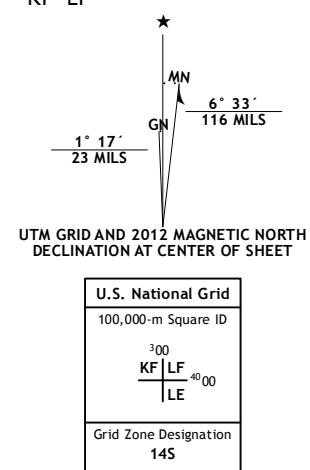 KF LF
MN
GN
6° 33´
116 MILS
1° 17´
23 MILS
UTM GRID AND 2012 MAGNETIC NORTH
DECLINATION AT CENTER OF SHEET
U.S. National Grid
100,000-m Square ID
³00
KF LF
⁴⁰00
LE
Grid Zone Designation
14S